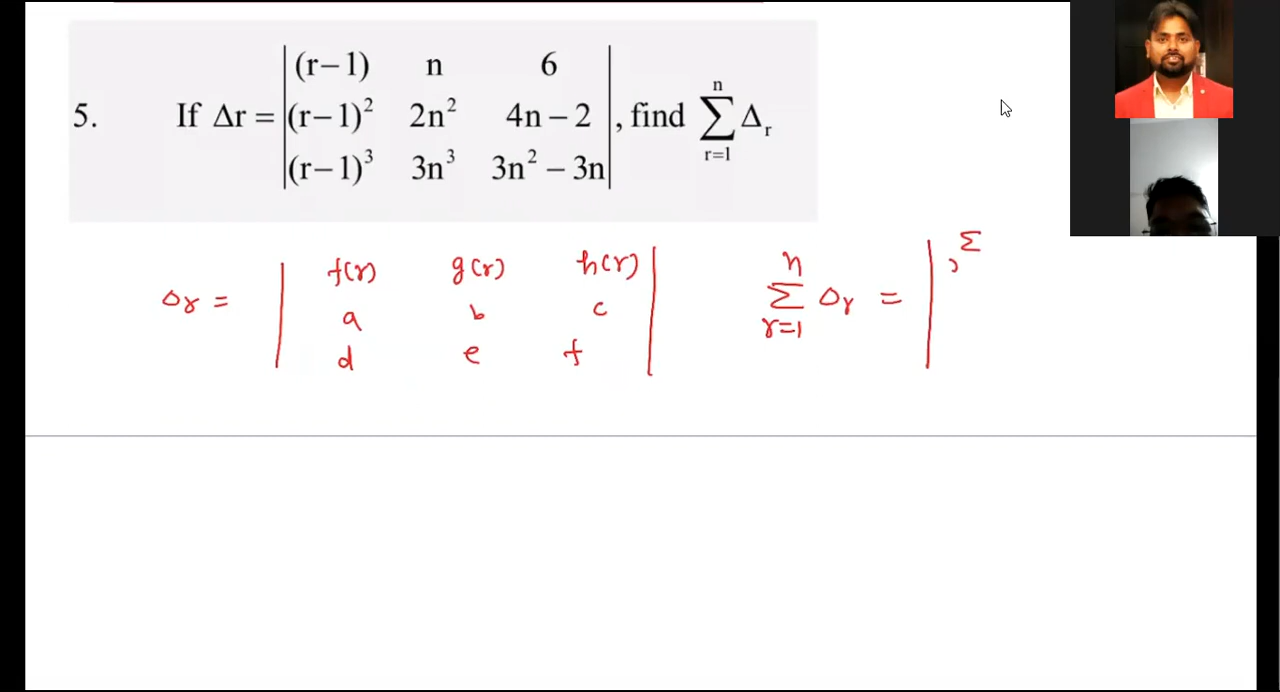 5. If Δr = | (r−1) n 6 |
| (r−1)² 2n² 4n − 2 | , find Σ Δᵣ
| (r−1)³ 3n³ 3n² − 3n |
n
r=1
Δr = | f(r) g(r) h(r) |
a b c
d e f
n
Σ Δr = | , Σ
r=1